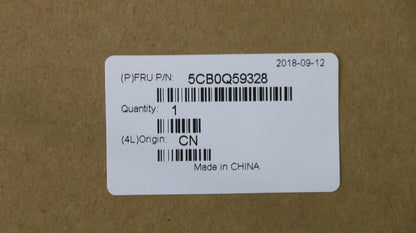 2018-09-12
(P)FRU P/N: 5CB0Q59328
Quantity: 1
(4L)Origin: CN
Made in CHINA